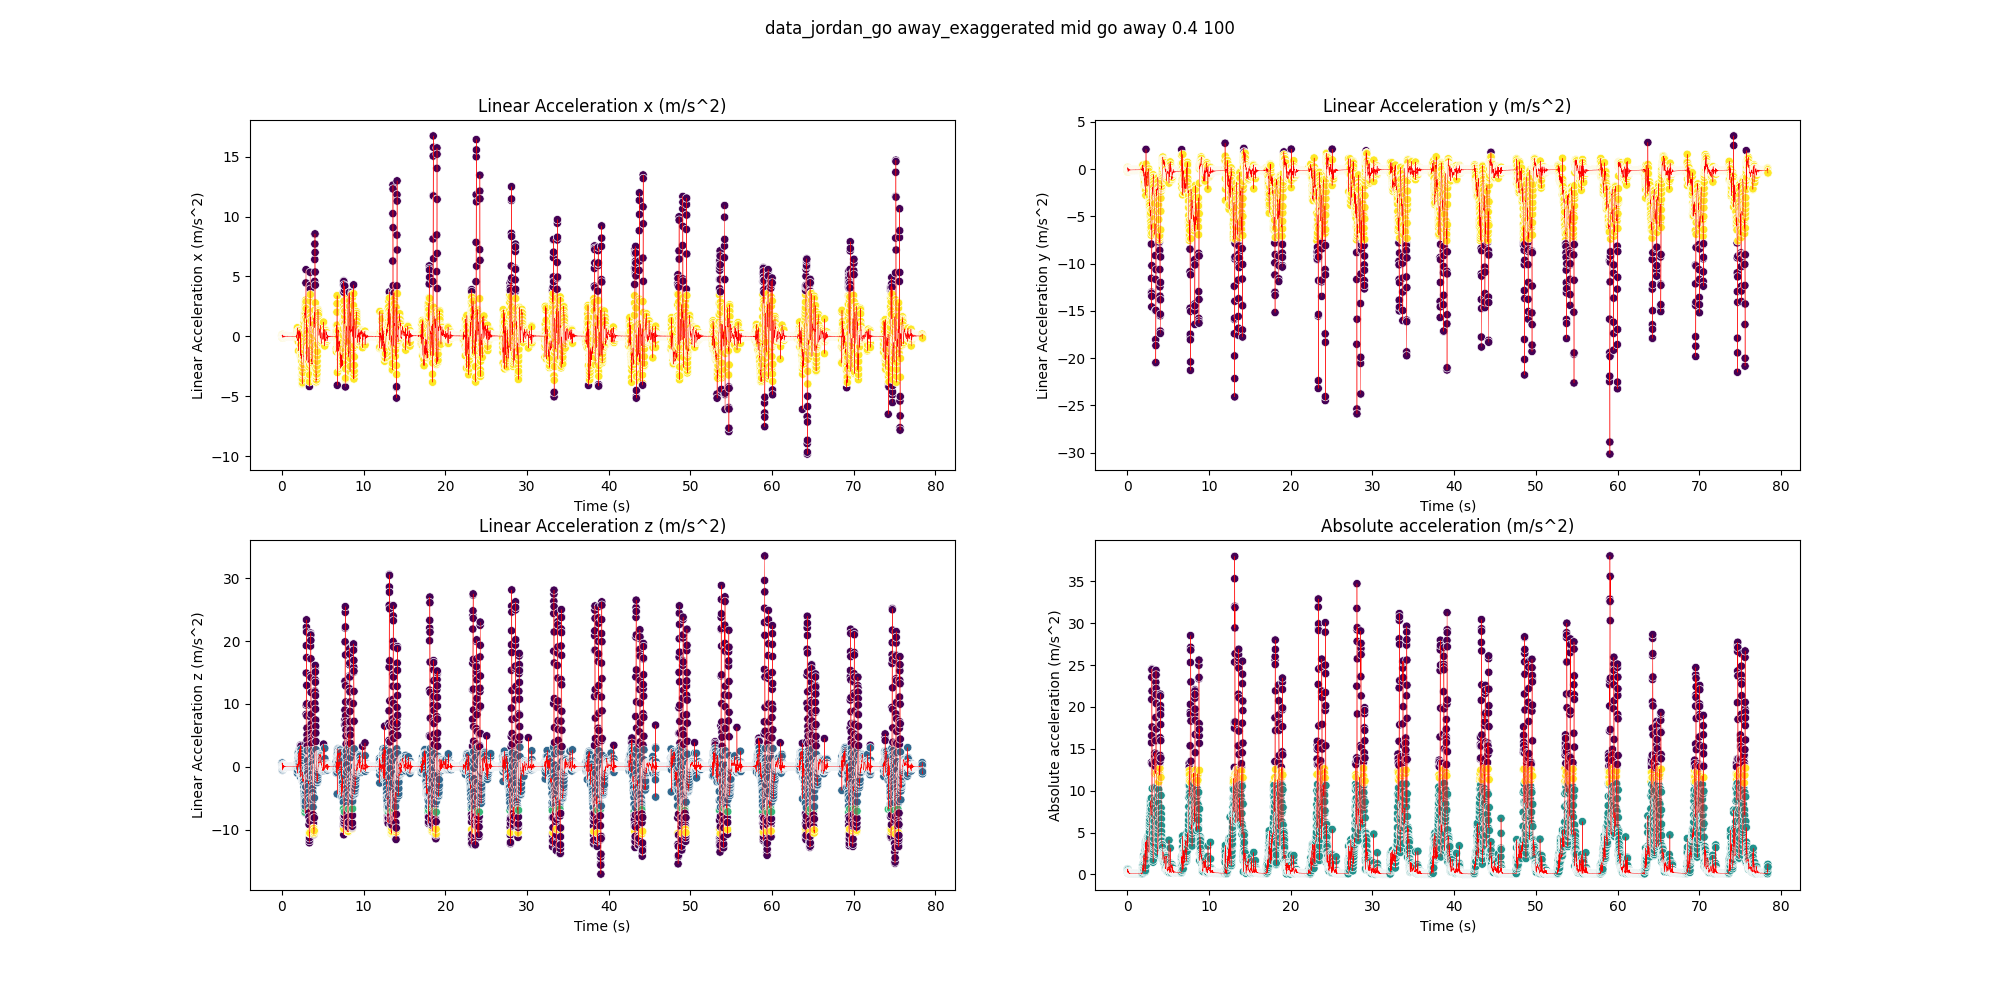 data_jordan_go away_exaggerated mid go away 0.4 100
Linear Acceleration x (m/s^2)
Linear Acceleration x (m/s^2)
15
10
5
0
−5
−10
0 10 20 30 40 50 60 70 80
Time (s)
Linear Acceleration y (m/s^2)
Linear Acceleration y (m/s^2)
5
0
−5
−10
−15
−20
−25
−30
0 10 20 30 40 50 60 70 80
Time (s)
Linear Acceleration z (m/s^2)
Linear Acceleration z (m/s^2)
30
20
10
0
−10
0 10 20 30 40 50 60 70 80
Time (s)
Absolute acceleration (m/s^2)
Absolute acceleration (m/s^2)
35
30
25
20
15
10
5
0
0 10 20 30 40 50 60 70 80
Time (s)